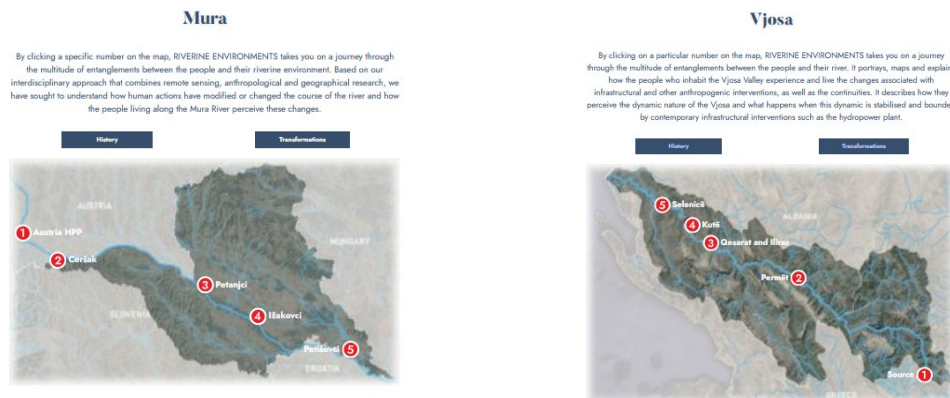 Mura
By clicking a specific number on the map, RIVERINE ENVIRONMENTS takes you on a journey through
the multitude of entanglements between the people and their riverine environment. Based on our
interdisciplinary approach that combines remote sensing, anthropological and geographical research, we
have sought to understand how human actions have modified or changed the course of the river and how
the people living along the Mura River perceive these changes.
History
Transformations
AUSTRIA
1 Austria HPP
HUNGARY
2 Ceršak
3 Petanjci
SLOVENIA
4 Ižakovci
Petišovci 5
CROATIA
Vjosa
By clicking on a particular number on the map, RIVERINE ENVIRONMENTS takes you on a journey
through the multitude of entanglements between the people and their river. It portrays, maps and explain
how the people who inhabit the Vjosa Valley experience and live the changes associated with
infrastructural and other anthropogenic interventions, as well as the continuities. It describes how they
perceive the dynamic nature of the Vjosa and what happens when this dynamic is stabilised and bounde
by contemporary infrastructural interventions such as the hydropower plant.
History
Transformations
5 Selenicë
ALBANIA
4 Kutë
3 Qesarat and Iliras
Përmët 2
Source 1
GREECE